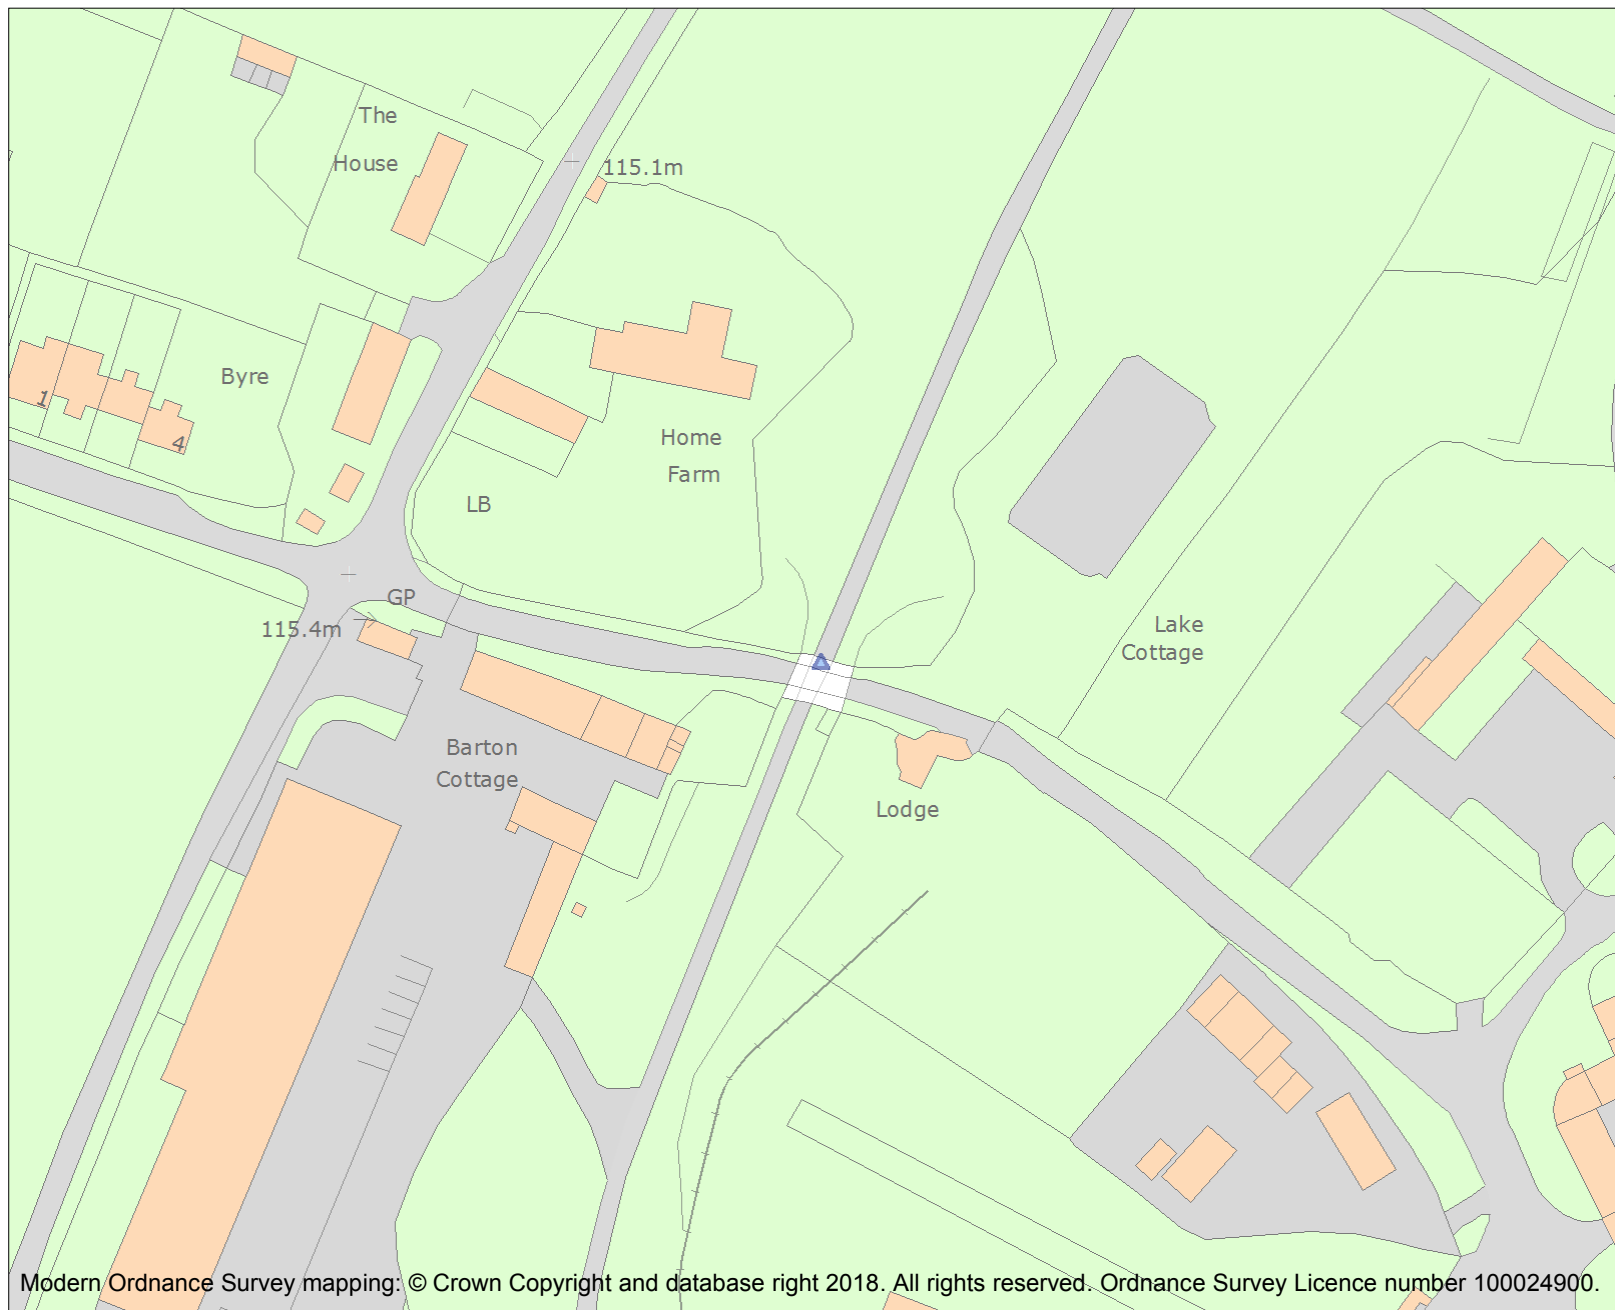 The
House
115.1m
Byre
1
4
Home
Farm
LB
GP
115.4m
Lake
Cottage
Barton
Cottage
Lodge
Modern Ordnance Survey mapping: © Crown Copyright and database right 2018. All rights reserved. Ordnance Survey Licence number 100024900.